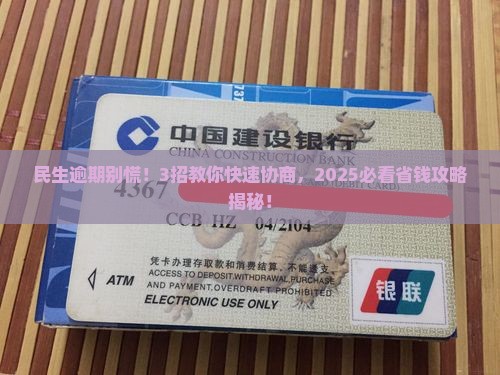 中国建设银行
CHINA CONSTRUCTION BANK
民生逾期别慌！3招教你快速协商，2025必看省钱攻略
揭秘！
4367
CCB HZ 04/2104
凭卡办理存取款和消费结算，不能透支。
ACCESS TO DEPOSIT.WITHDRAWAL.PURCHASE
AND PAYMENT.OVERDRAFT PROHIBITED.
ATM
ELECTRONIC USE ONLY
银联